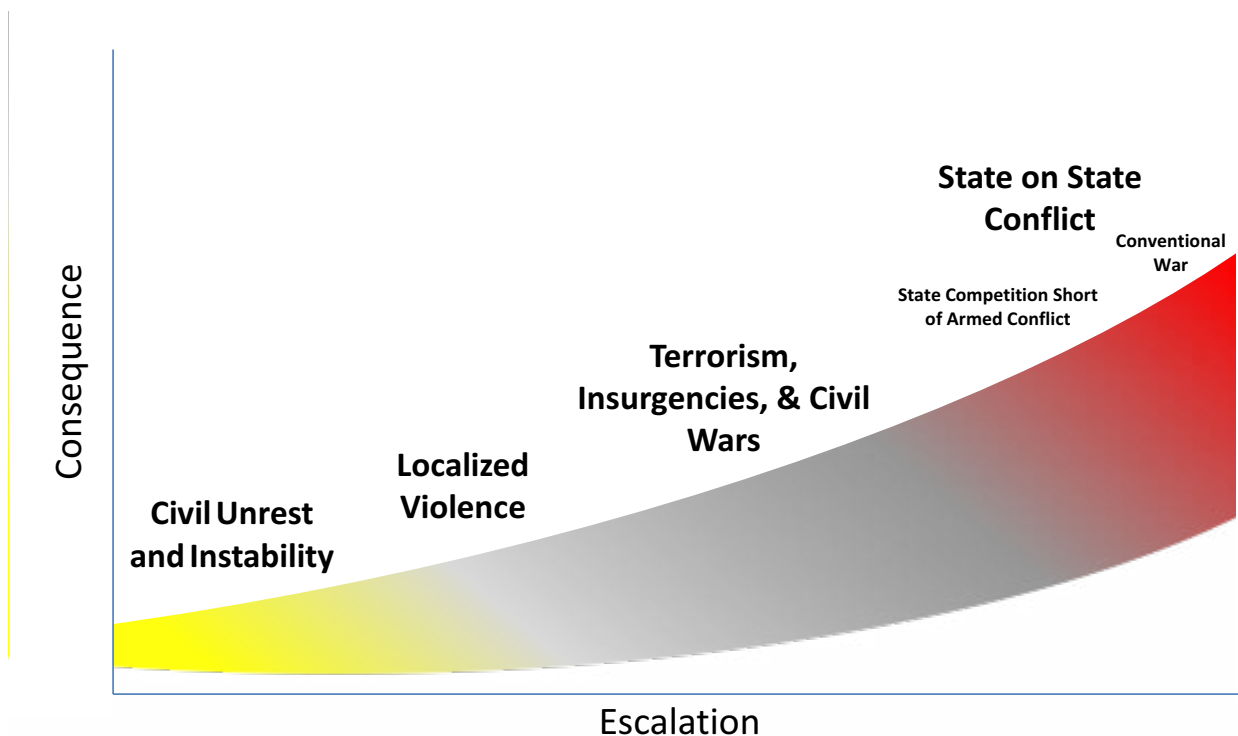 State on State
Conflict
Conventional
War
State Competition Short
of Armed Conflict
Terrorism,
Insurgencies, & Civil
Wars
Localized
Violence
Civil Unrest
and Instability
Consequence
Escalation